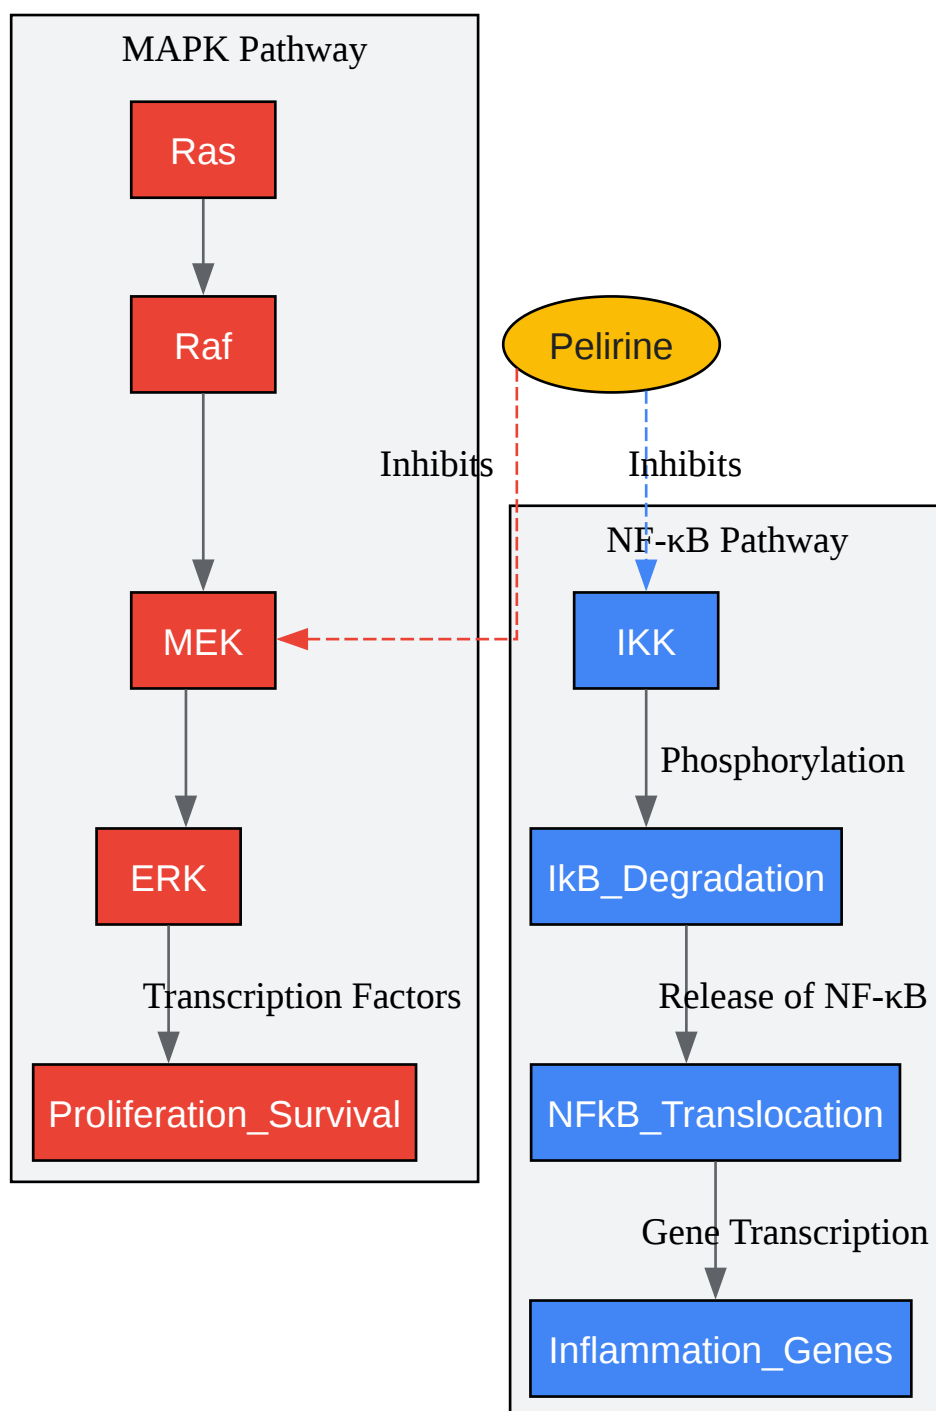 MAPK Pathway
Ras
Raf
Pelirine
Inhibits
Inhibits
NF-κB Pathway
MEK
IKK
Phosphorylation
ERK
IkB_Degradation
Transcription Factors
Release of NF-κB
Proliferation_Survival
NFkB_Translocation
Gene Transcription
Inflammation_Genes